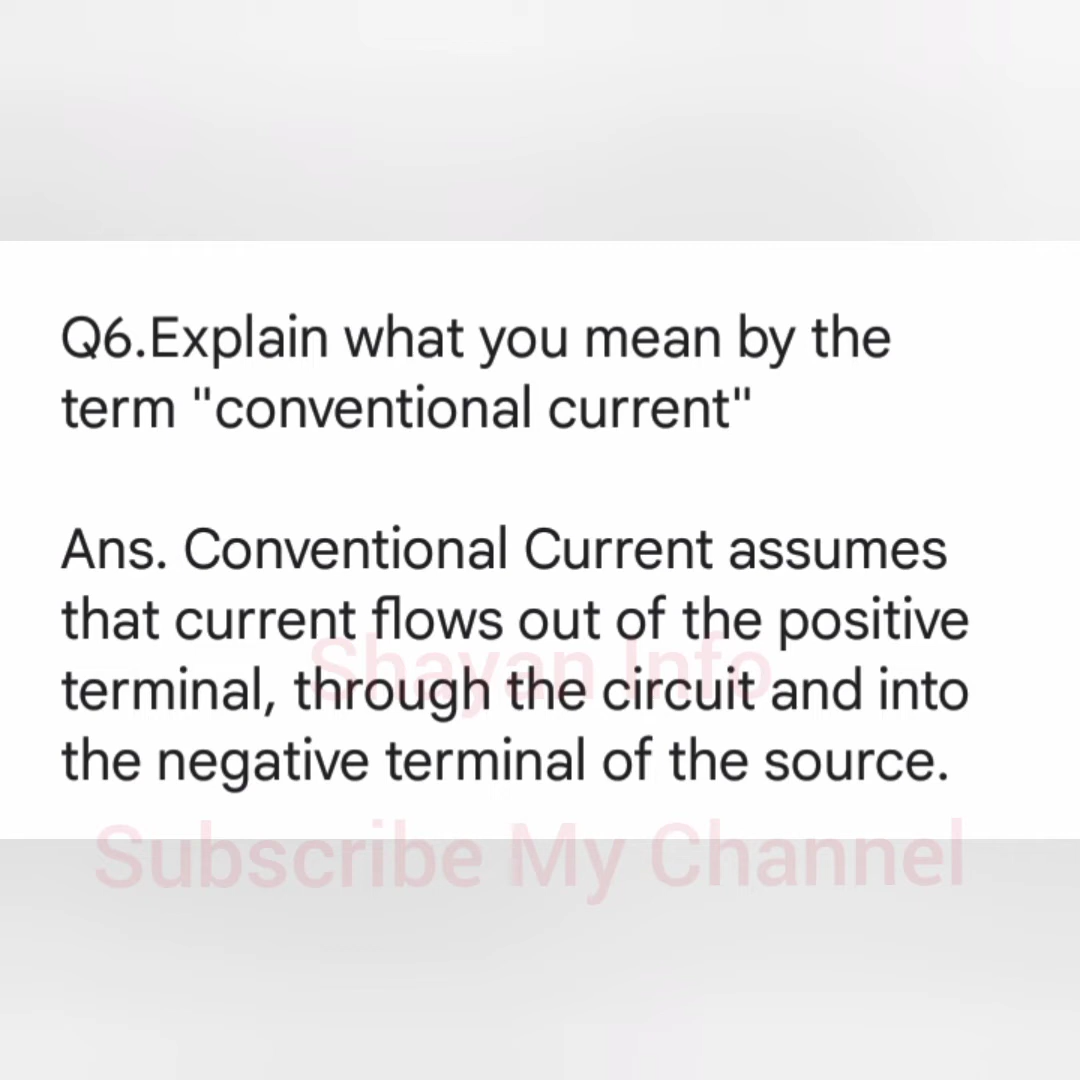 Q6.Explain what you mean by the
term "conventional current"
Ans. Conventional Current assumes
that current flows out of the positive
terminal, through the circuit and into
the negative terminal of the source.
Shayan Info
Subscribe My Channel